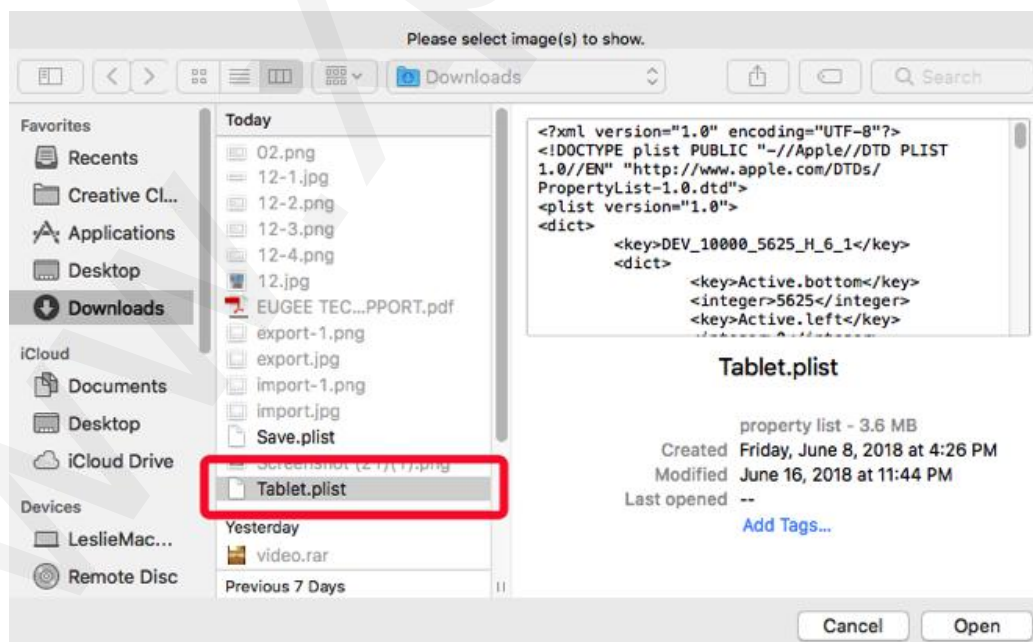 Please select image(s) to show.
Downloads
Search
Favorites
Recents
Creative Cl...
Applications
Desktop
Downloads
iCloud
Documents
Desktop
iCloud Drive
Devices
LeslieMac...
Remote Disc
Today
02.png
12-1.jpg
12-2.png
12-3.png
12-4.png
12.jpg
EUGEE TEC...PPORT.pdf
export-1.png
export.jpg
import-1.png
import.jpg
Save.plist
Screenshot (21)(1).png
Tablet.plist
Yesterday
video.rar
Previous 7 Days
<?xml version="1.0" encoding="UTF-8"?>
<!DOCTYPE plist PUBLIC "-//Apple//DTD PLIST
1.0//EN" "http://www.apple.com/DTDs/
PropertyList-1.0.dtd">
<plist version="1.0">
<dict>
<key>DEV_10000_5625_H_6_1</key>
<dict>
<key>Active.bottom</key>
<integer>5625</integer>
<key>Active.left</key>
Tablet.plist
property list - 3.6 MB
Created Friday, June 8, 2018 at 4:26 PM
Modified June 16, 2018 at 11:44 PM
Last opened --
Add Tags...
Cancel
Open